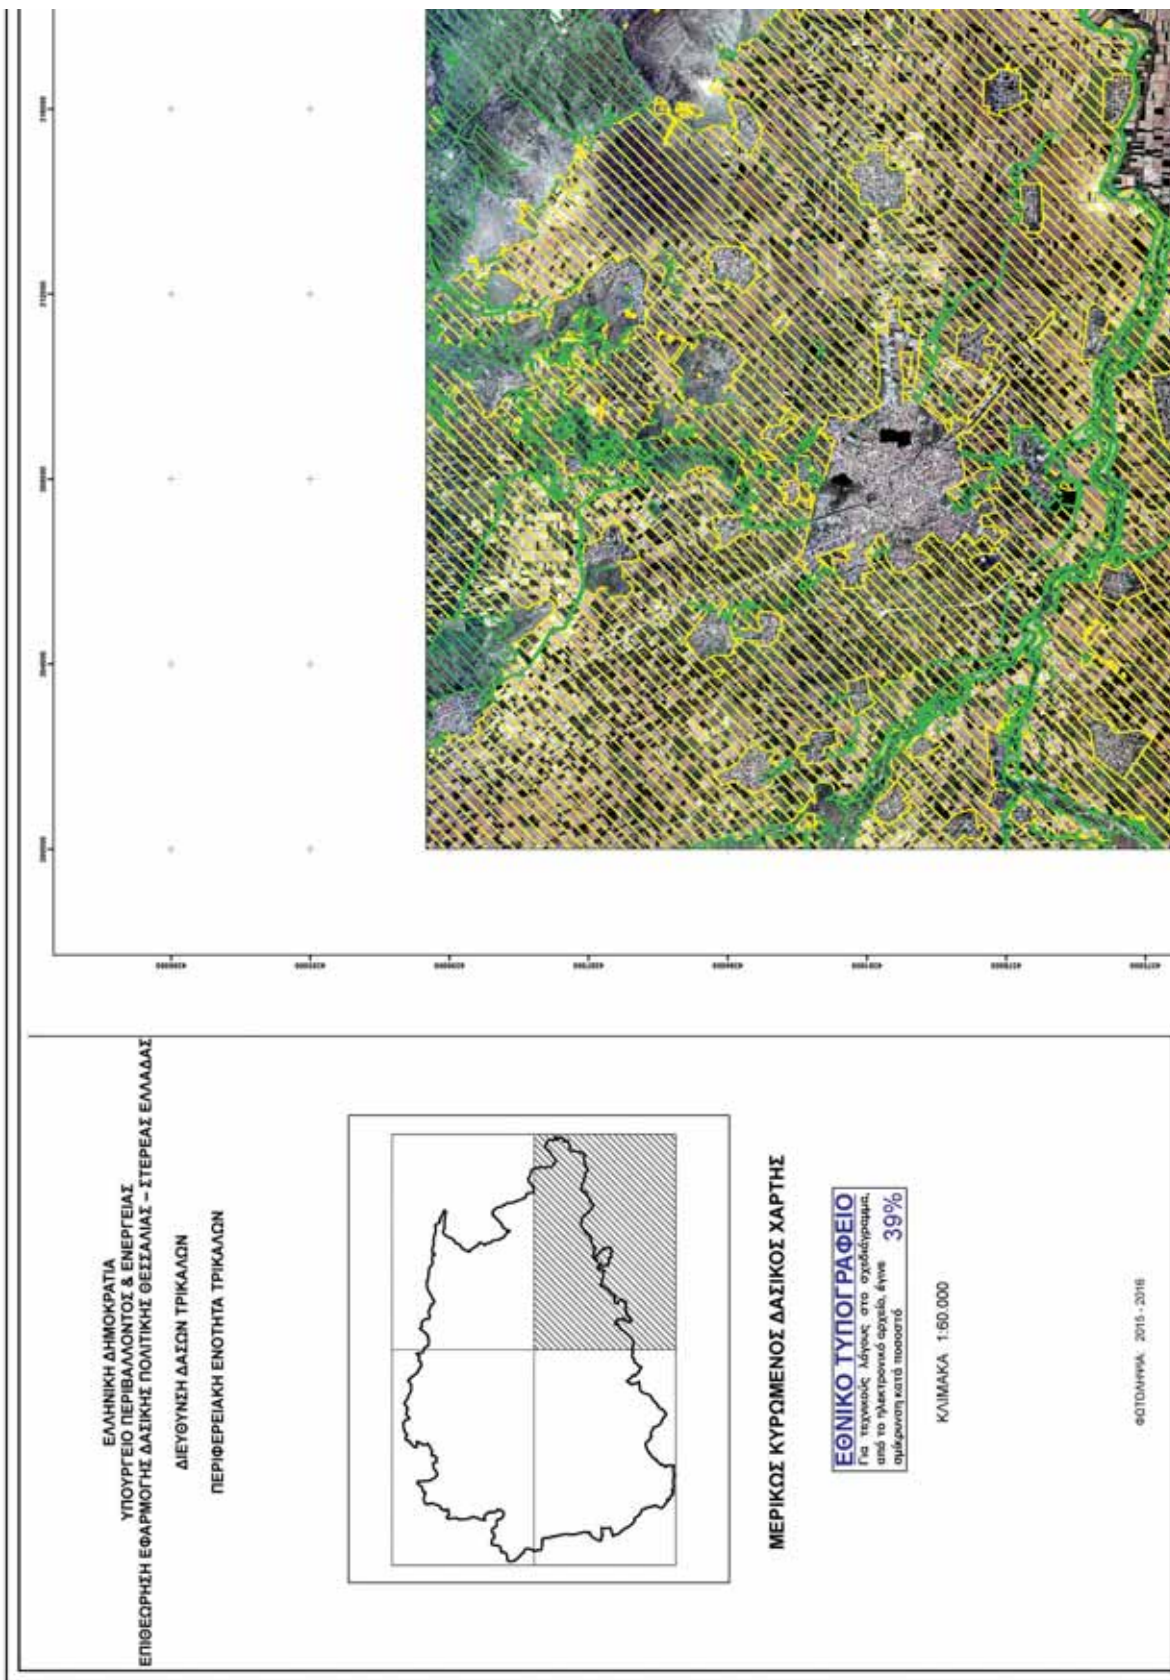 ΕΛΛΗΝΙΚΗ ΔΗΜΟΚΡΑΤΙΑ
ΥΠΟΥΡΓΕΙΟ ΠΕΡΙΒΑΛΛΟΝΤΟΣ & ΕΝΕΡΓΕΙΑΣ
ΕΠΙΘΕΩΡΗΣΗ ΕΦΑΡΜΟΓΗΣ ΔΑΣΙΚΗΣ ΠΟΛΙΤΙΚΗΣ ΘΕΣΣΑΛΙΑΣ – ΣΤΕΡΕΑΣ ΕΛΛΑΔΑΣ
ΔΙΕΥΘΥΝΣΗ ΔΑΣΩΝ ΤΡΙΚΑΛΩΝ
ΠΕΡΙΦΕΡΕΙΑΚΗ ΕΝΟΤΗΤΑ ΤΡΙΚΑΛΩΝ
ΜΕΡΙΚΩΣ ΚΥΡΩΜΕΝΟΣ ΔΑΣΙΚΟΣ ΧΑΡΤΗΣ
ΕΘΝΙΚΟ ΤΥΠΟΓΡΑΦΕΙΟ
Για τεχνικούς λόγους στο σχεδιάγραμμα,
από το ηλεκτρονικό αρχείο, έγινε
σμίκρυνση κατά ποσοστό 39%
ΚΛΙΜΑΚΑ 1:60.000
ΦΩΤΟΛΗΨΙΑ: 2015 - 2016